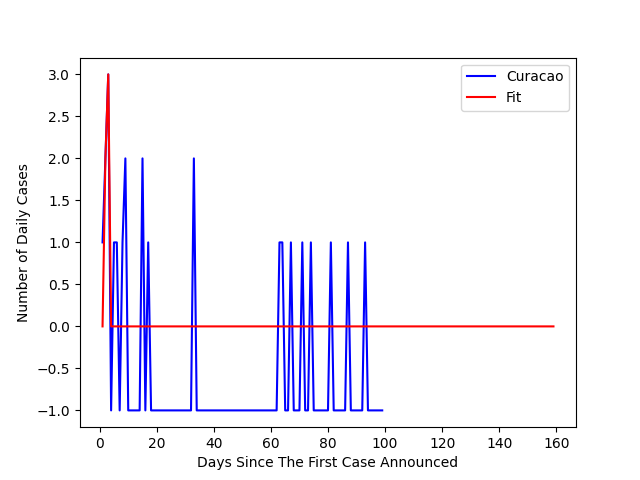 Curacao
Fit
3.0
2.5
2.0
1.5
1.0
0.5
0.0
−0.5
−1.0
Number of Daily Cases
0 20 40 60 80 100 120 140 160
Days Since The First Case Announced